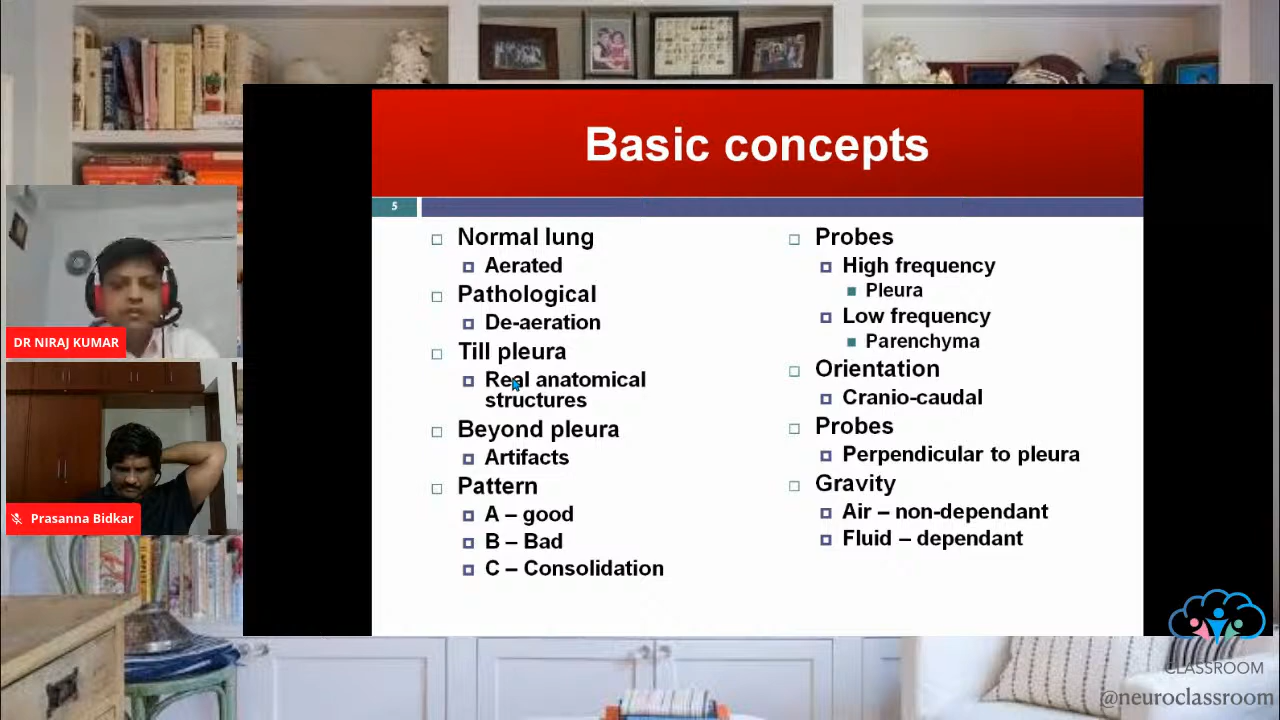 Basic concepts
5
Normal lung
Aerated
Pathological
De-aeration
Till pleura
Real anatomical
structures
Beyond pleura
Artifacts
Pattern
A – good
B – Bad
C – Consolidation
Probes
High frequency
Pleura
Low frequency
Parenchyma
Orientation
Cranio-caudal
Probes
Perpendicular to pleura
Gravity
Air – non-dependant
Fluid – dependant
DR NIRAJ KUMAR
Prasanna Bidkar
CLASSROOM
@neuroclassroom